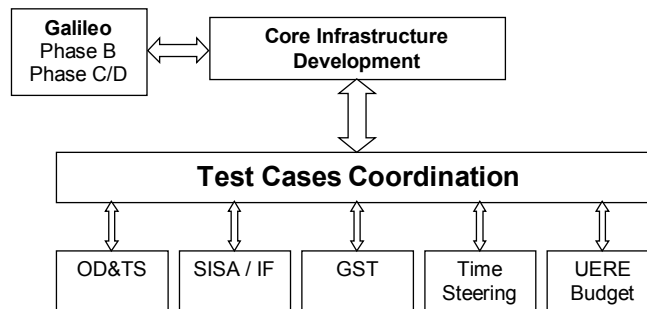 Galileo
Phase B
Phase C/D
Core Infrastructure
Development
Test Cases Coordination
OD&TS
SISA / IF
GST
Time
Steering
UERE
Budget